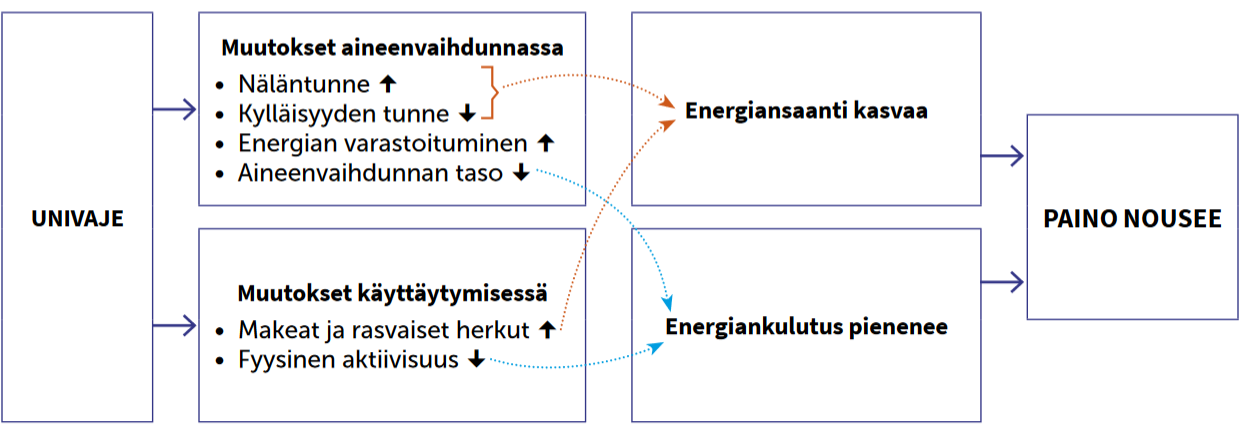 UNIVAJE
Muutokset aineenvaihdunnassa
• Näläntunne ↑
• Kylläisyyden tunne ↓
• Energian varastoituminen ↑
• Aineenvaihdunnan taso ↓
Muutokset käyttäytymisessä
• Makeat ja rasvaiset herkut ↑
• Fyysinen aktiivisuus ↓
Energiansaanti kasvaa
Energiankulutus pienenee
PAINO NOUSEE